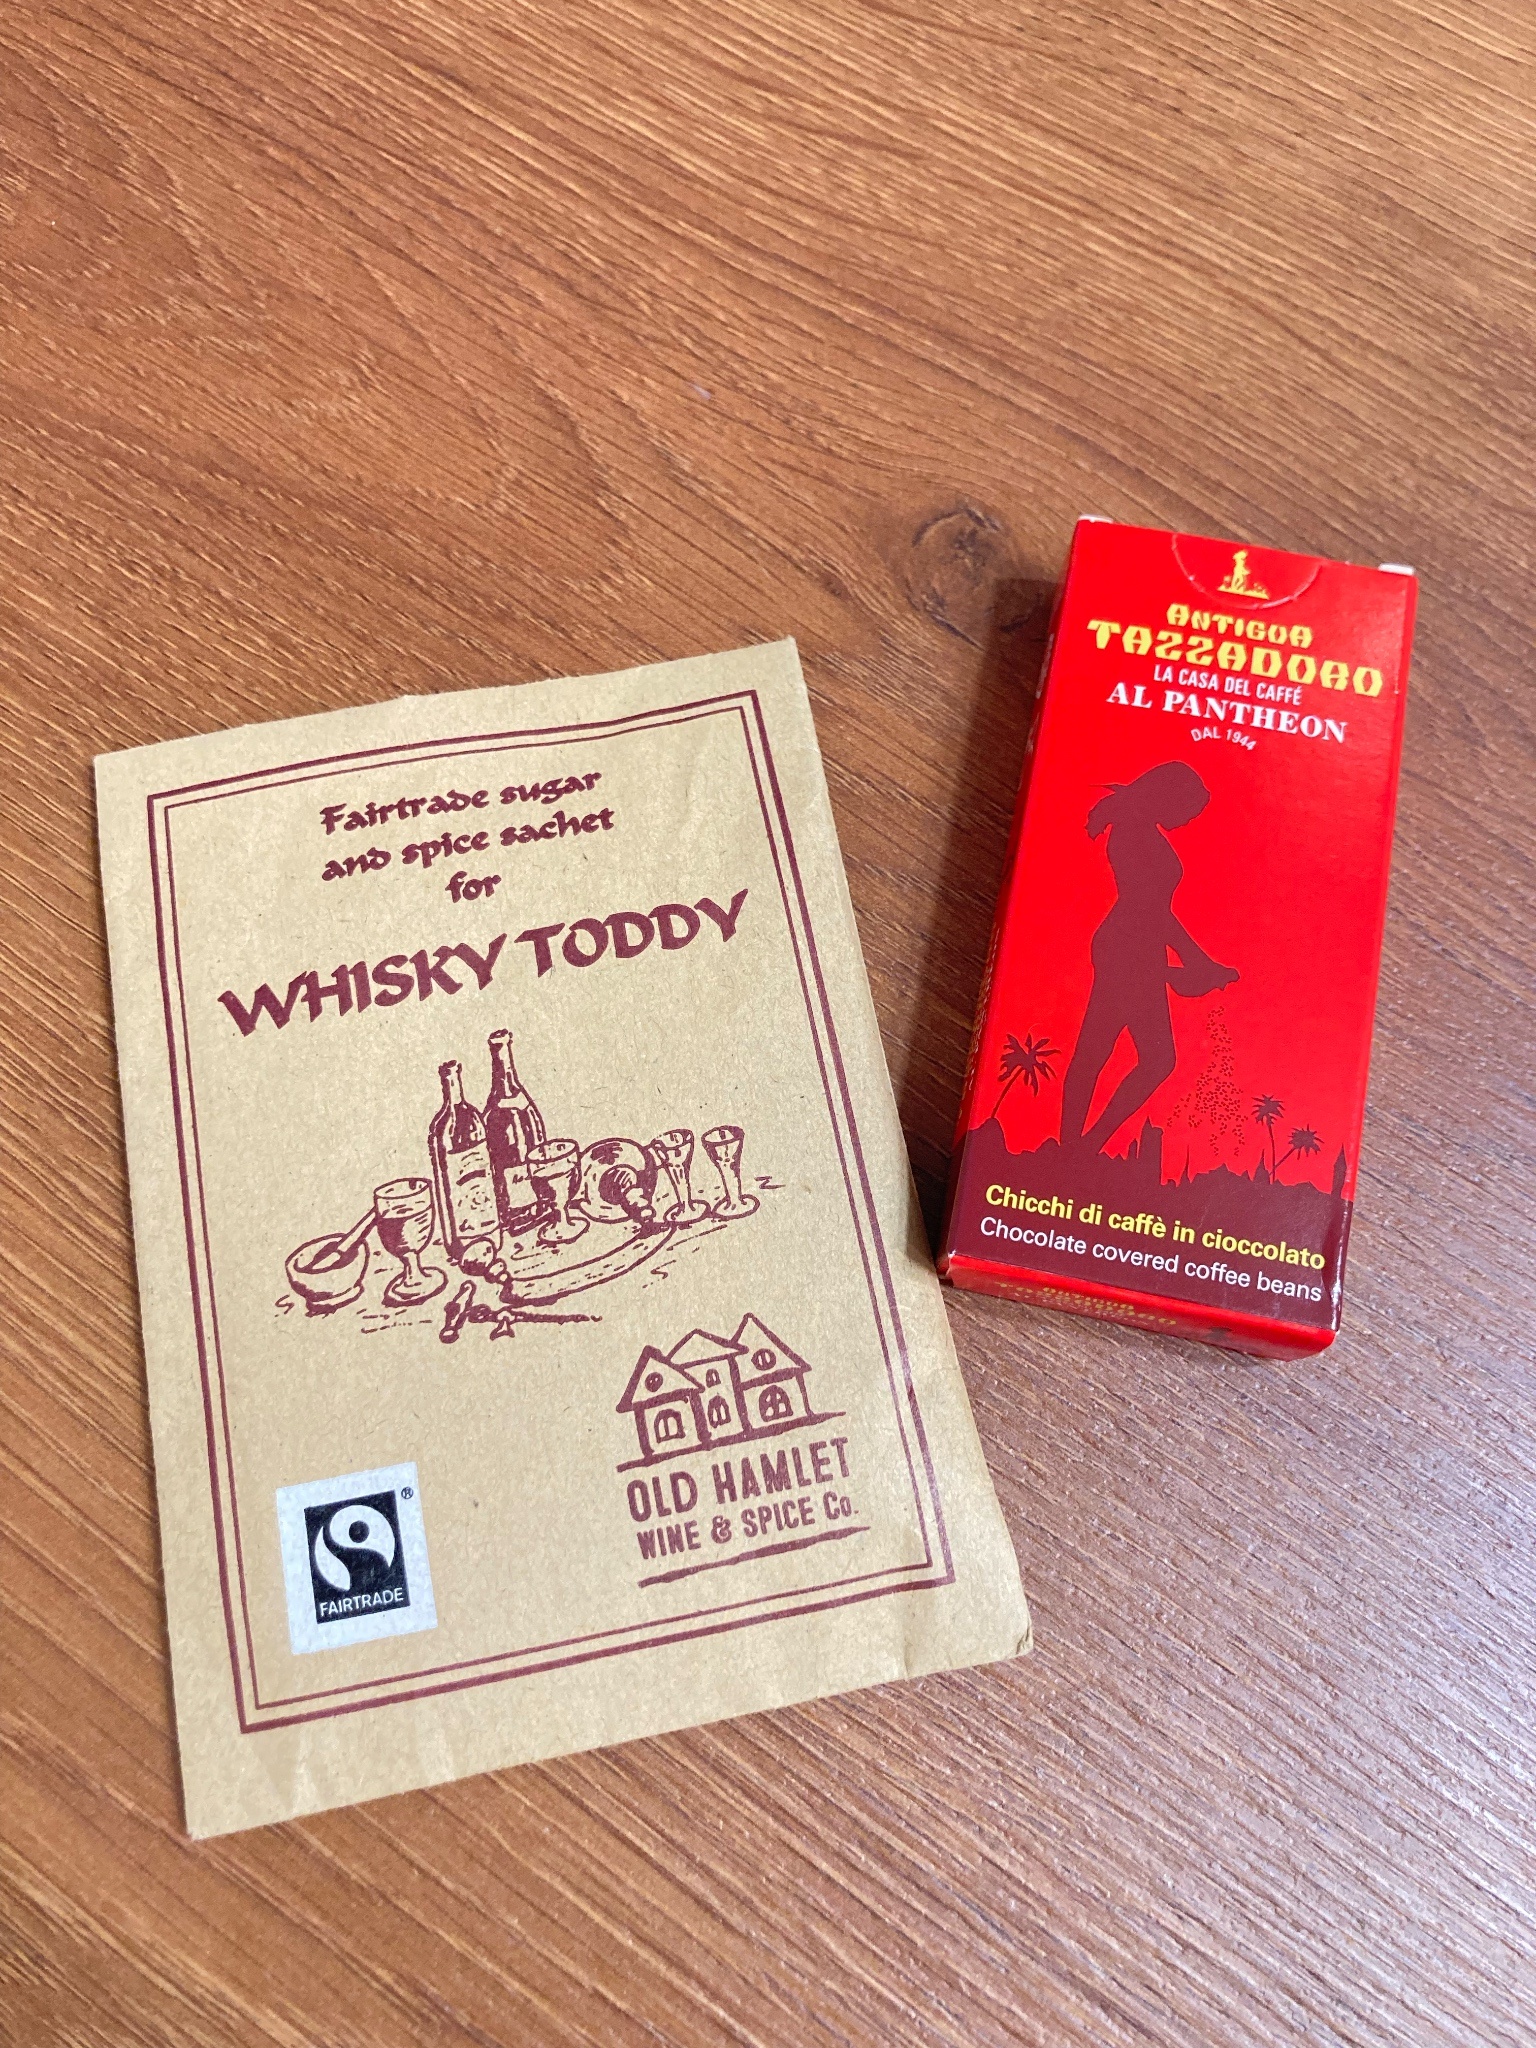 Fairtrade sugar
and spice sachet
for
WHISKY TODDY
OLD HAMLET
WINE & SPICE Co.
FAIRTRADE
®
ANTIGUA
TAZZADORO
LA CASA DEL CAFFÉ
AL PANTHEON
DAL 1944
Chicchi di caffè in cioccolato
Chocolate covered coffee beans